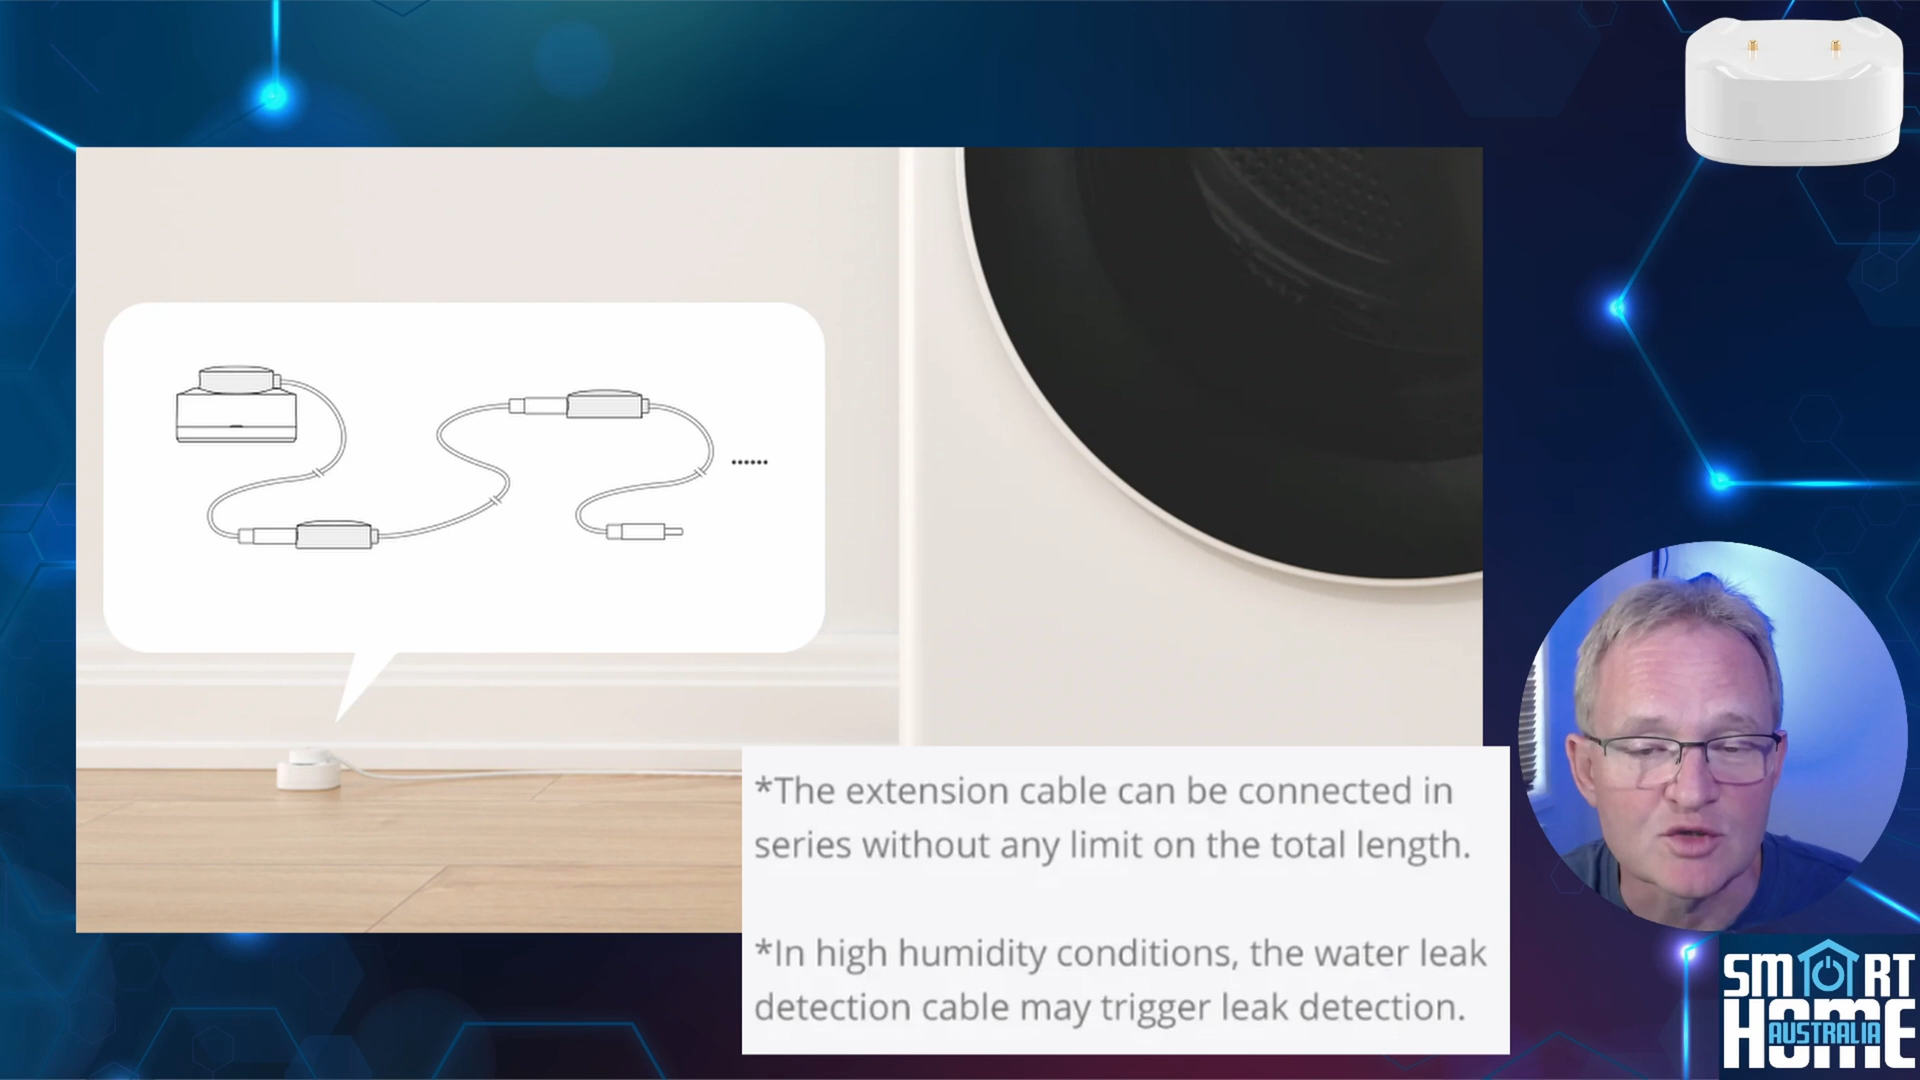 *The extension cable can be connected in
series without any limit on the total length.
*In high humidity conditions, the water leak
detection cable may trigger leak detection.
SMART
HOME
AUSTRALIA